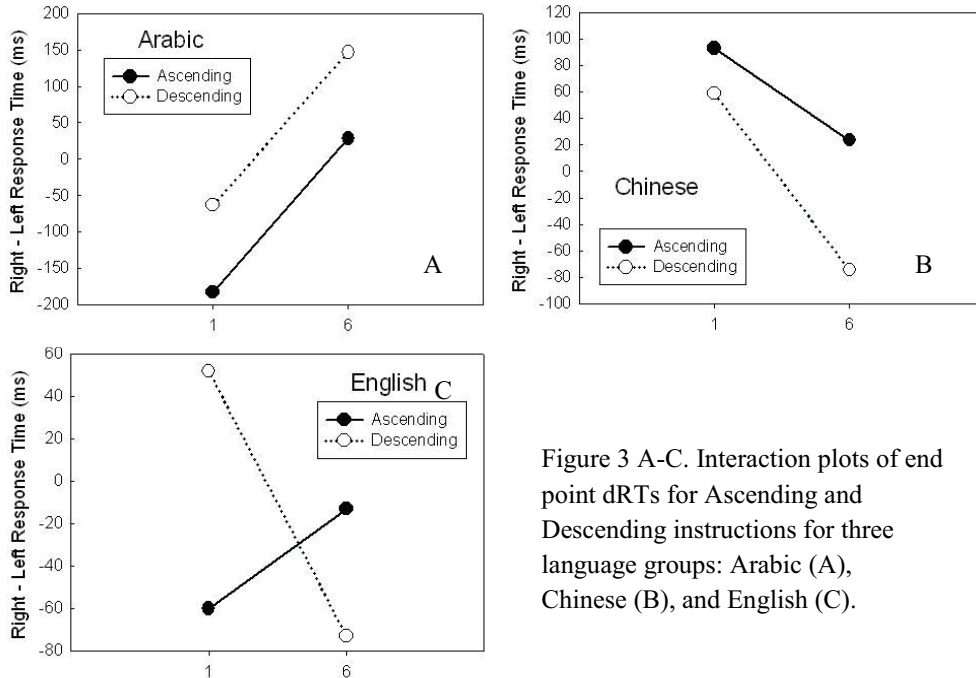 200
150
100
50
0
-50
-100
-150
-200
Right - Left Response Time (ms)
Arabic
Ascending
Descending
A
1 6
120
100
80
60
40
20
0
-20
-40
-60
-80
-100
Right - Left Response Time (ms)
Chinese
Ascending
Descending
B
1 6
60
40
20
0
-20
-40
-60
-80
Right - Left Response Time (ms)
English C
Ascending
Descending
1 6
Figure 3 A-C. Interaction plots of end
point dRTs for Ascending and
Descending instructions for three
language groups: Arabic (A),
Chinese (B), and English (C).